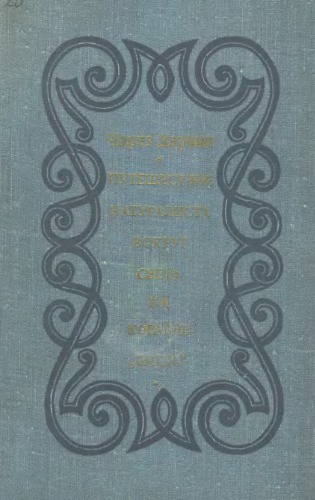 Чарлз Дарвин
ПУТЕШЕСТВИЕ
НАТУРАЛИСТА
ВОКРУГ
СВЕТА
НА
КОРАБЛЕ
„БИГЛЬ“